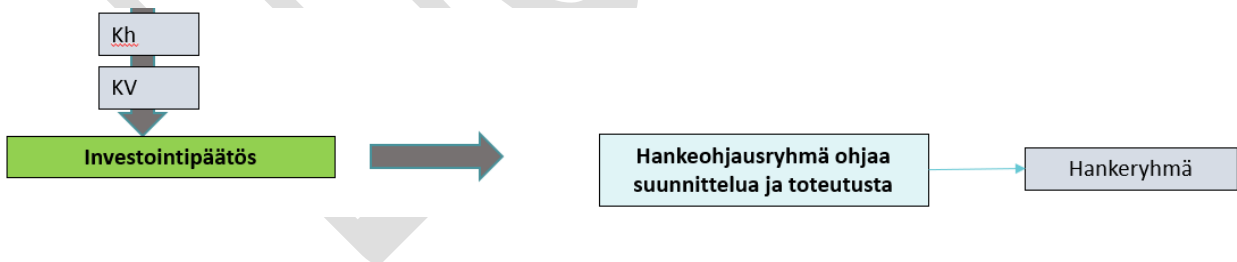 Kh
KV
Investointipäätös
Hankeohjausryhmä ohjaa
suunnittelua ja toteutusta
Hankeryhmä